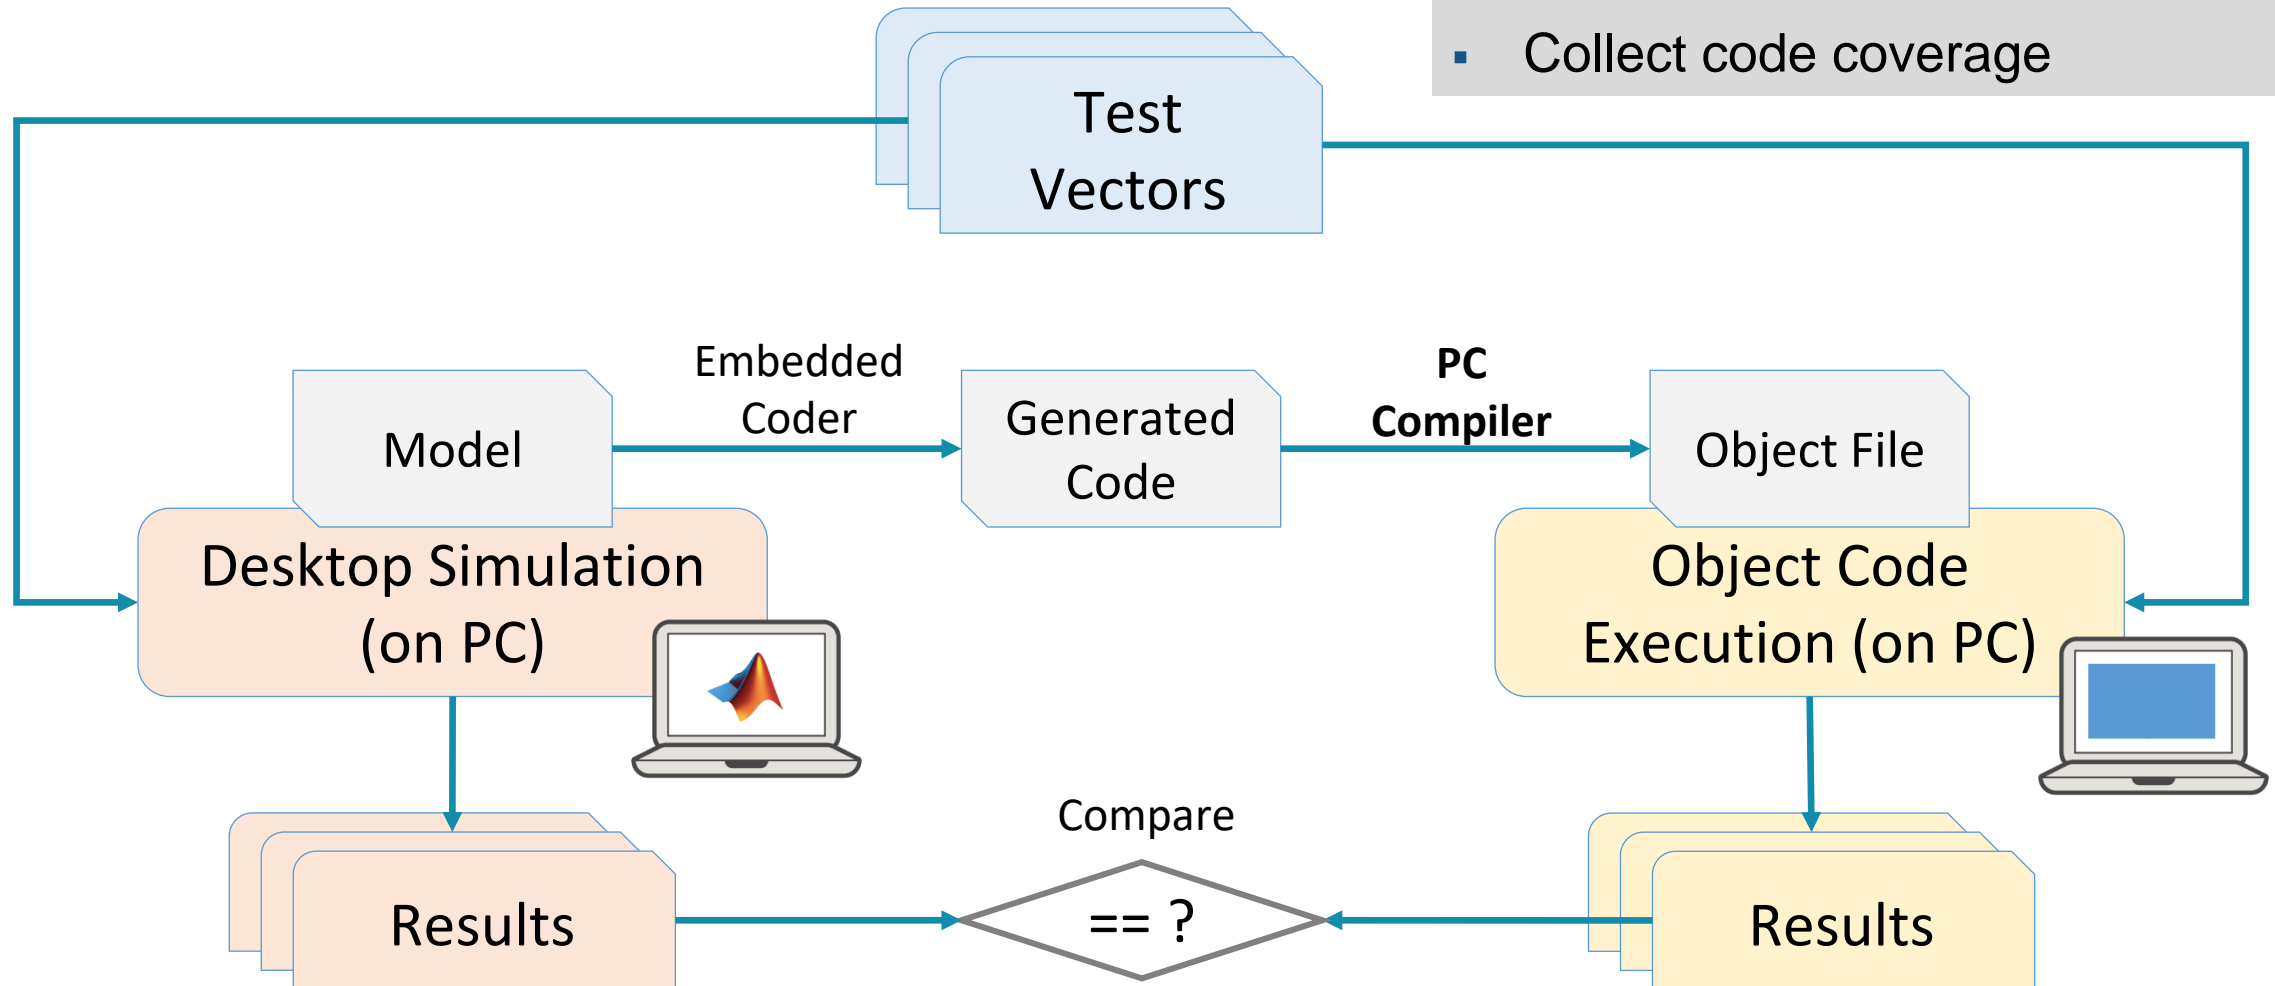 ▪ Collect code coverage
Test
Vectors
Embedded
Coder
PC
Compiler
Model
Generated
Code
Object File
Desktop Simulation
(on PC)
Object Code
Execution (on PC)
Compare
Results
== ?
Results